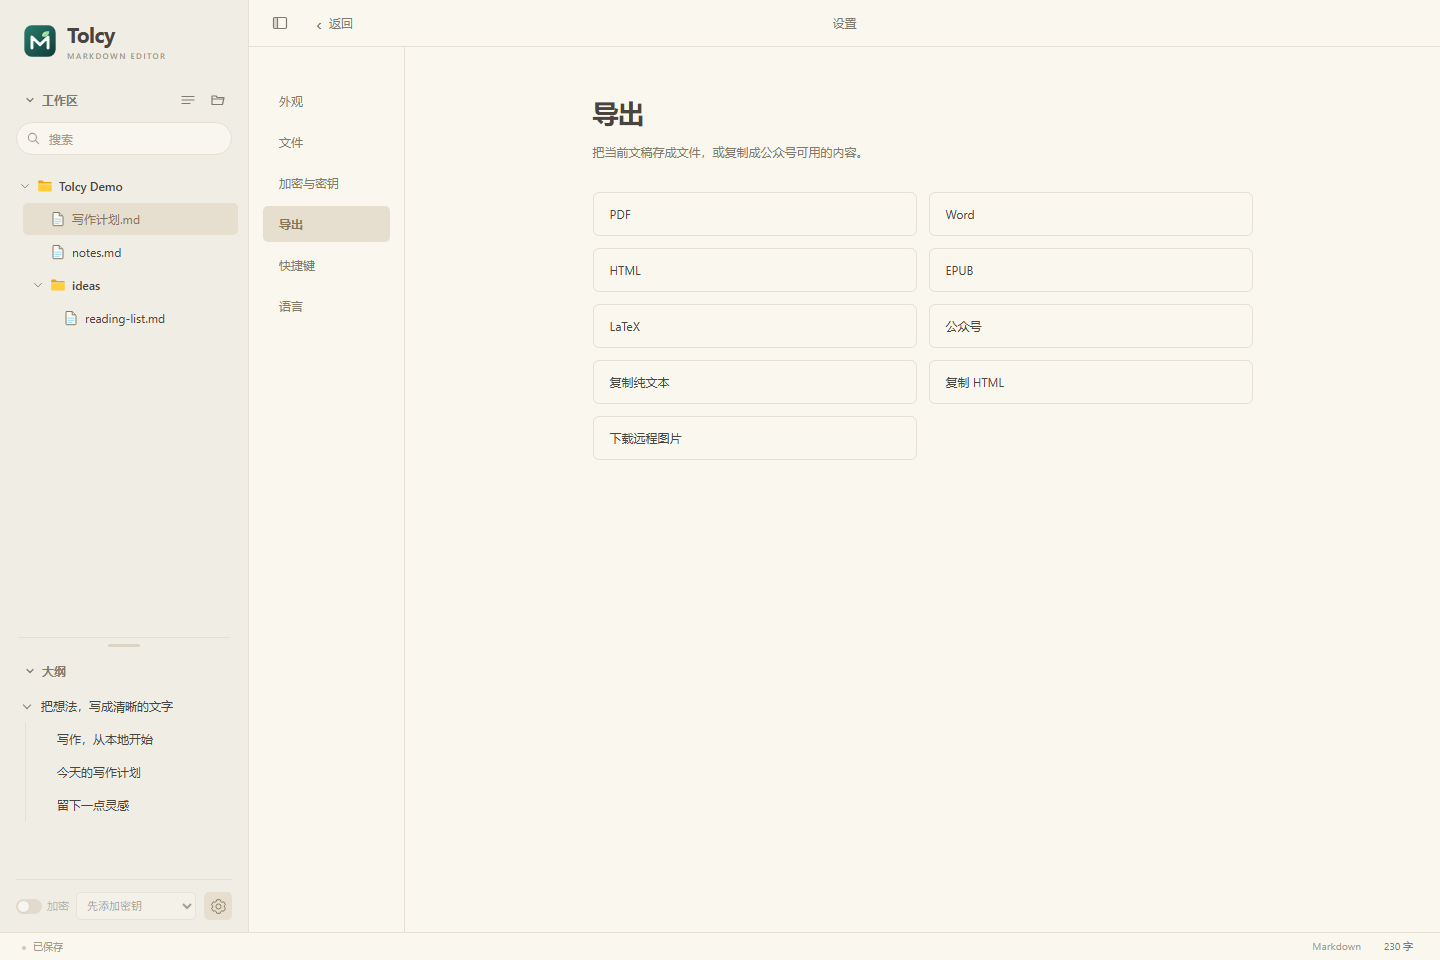 Tolcy
MARKDOWN EDITOR
工作区
搜索
Tolcy Demo
写作计划.md
notes.md
ideas
reading-list.md
大纲
把想法，写成清晰的文字
写作，从本地开始
今天的写作计划
留下一点灵感
加密
先添加密钥
已保存
返回
设置
外观
文件
加密与密钥
导出
快捷键
语言
导出
把当前文稿存成文件，或复制成公众号可用的内容。
PDF
Word
HTML
EPUB
LaTeX
公众号
复制纯文本
复制 HTML
下载远程图片
Markdown
230 字